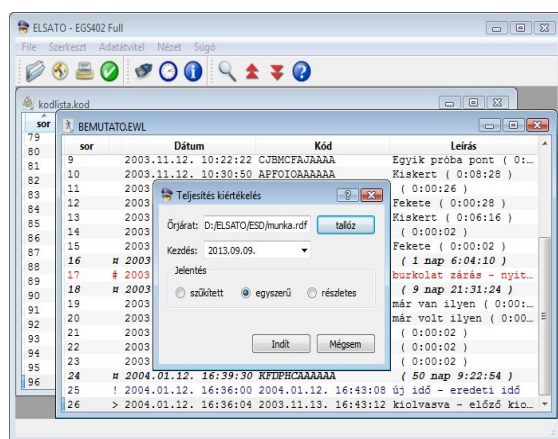 ELSATO - EGS402 Full
File Szerkeszt Adatátvitel Nézet Súgó
kodlista.kod
sor
79
80
81
82
83
84
85
86
87
88
89
90
91
92
93
94
95
96
BEMUTATO.EWL
sor Dátum Kód Leírás
9 2003.11.12. 10:22:22 CJBMCFAJAAAA Egyik próba pont ( 0:...
10 2003.11.12. 10:30:50 APFOIOAAAAAA Kiskert ( 0:08:28 )
11 2003 ( 0:00:26 )
12 2003 Fekete ( 0:00:28 )
13 2003 Kiskert ( 0:06:16 )
14 2003 ( 0:00:02 )
15 2003 Fekete ( 0:00:02 )
16 # 2003 ( 1 nap 6:04:10 )
17 # 2003 burkolat zárás - nyit...
18 # 2003 ( 9 nap 21:31:24 )
19 2003 már van ilyen ( 0:00:...
20 2003 már volt ilyen ( 0:00...
21 2003 ( 0:00:02 )
22 2003 ( 0:00:02 )
23 2003 ( 0:00:02 )
24 # 2004.01.12. 16:39:30 KFDPHCAAAAAA ( 50 nap 9:22:54 )
25 ! 2004.01.12. 16:36:00 2004.01.12. 16:43:08 új idő - eredeti idő
26 > 2004.01.12. 16:36:04 2003.11.13. 16:43:12 kiolvasva - előző kio...
Teljesítés kiértékelés
Őrjárat: D:/ELSATO/ESD/munka.rdf tallóz
Kezdés: 2013.09.09.
Jelentés
szűkített egyszerű részletes
Indít Mégsem